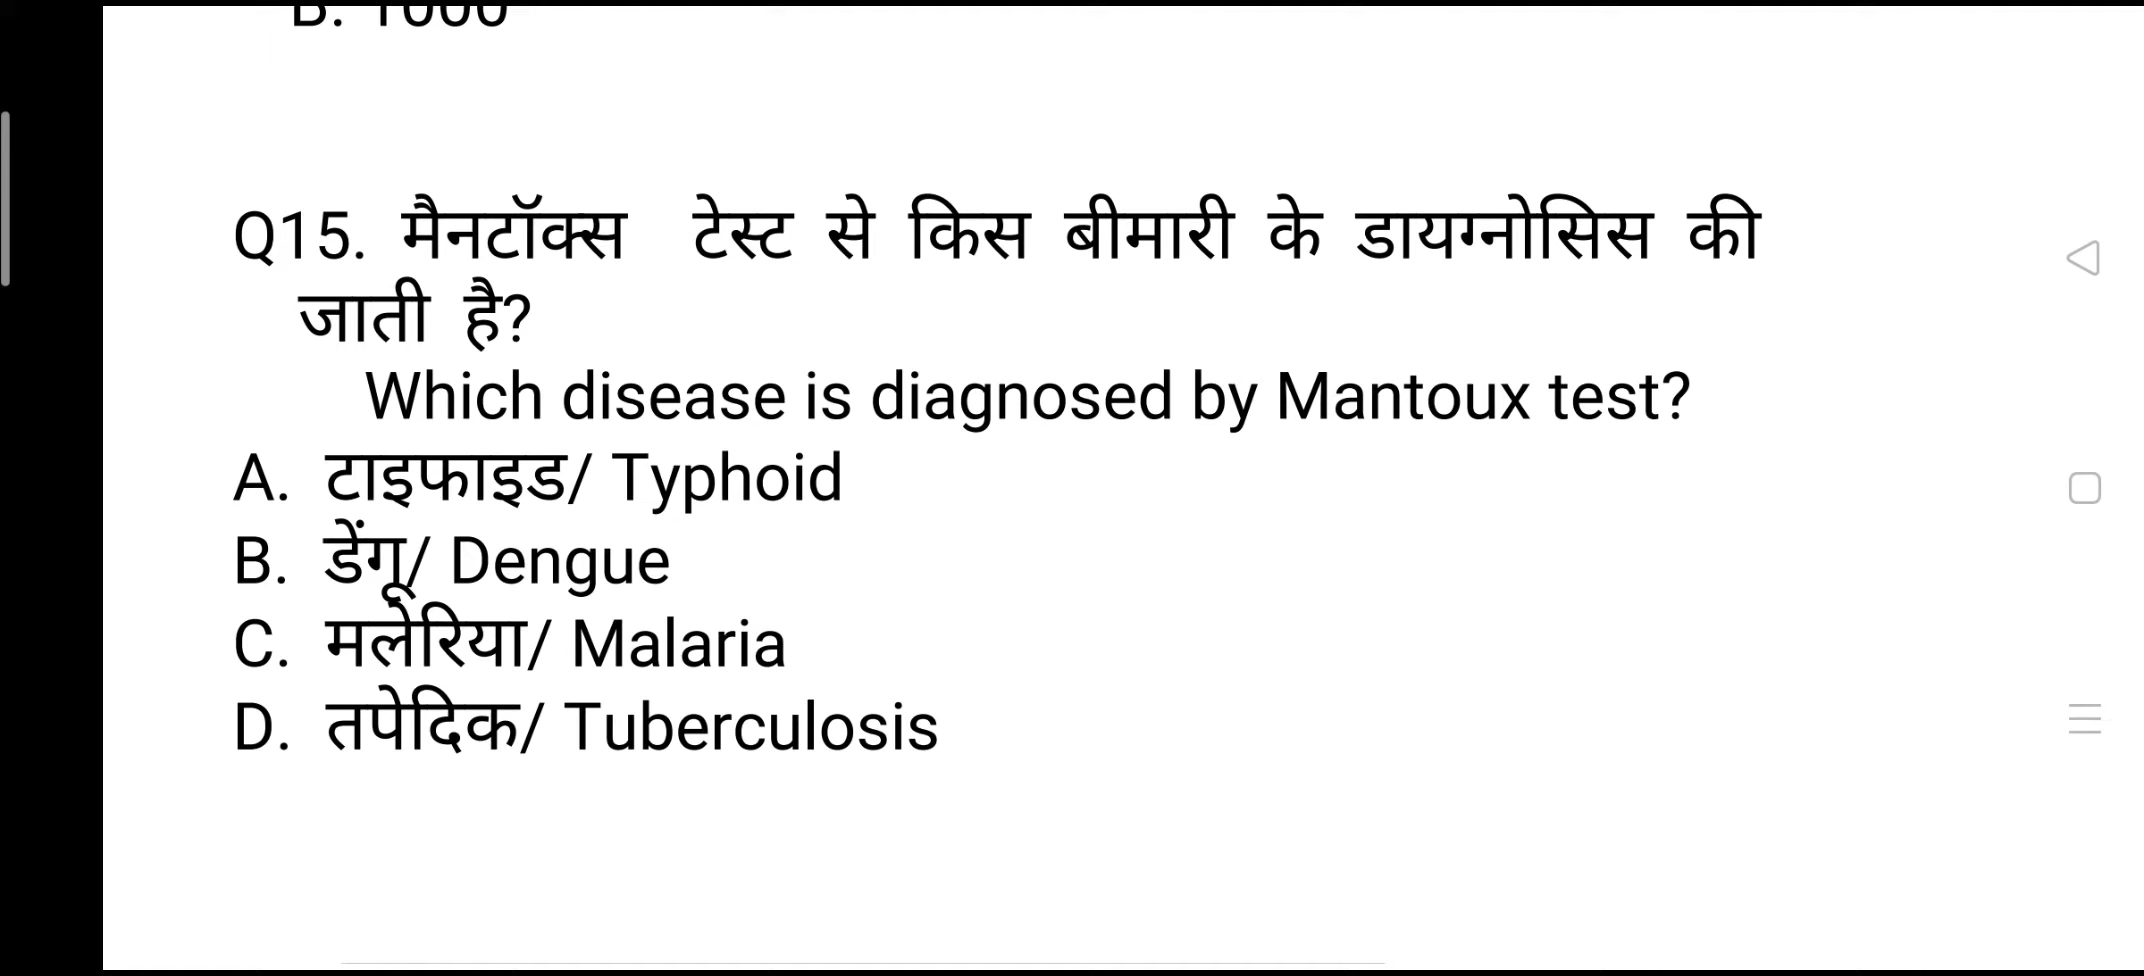 Q15. मैनटॉक्स टेस्ट से किस बीमारी के डायग्नोसिस की
जाती है?
Which disease is diagnosed by Mantoux test?
A. टाइफाइड/ Typhoid
B. डेंगू/ Dengue
C. मलेरिया/ Malaria
D. तपेदिक/ Tuberculosis